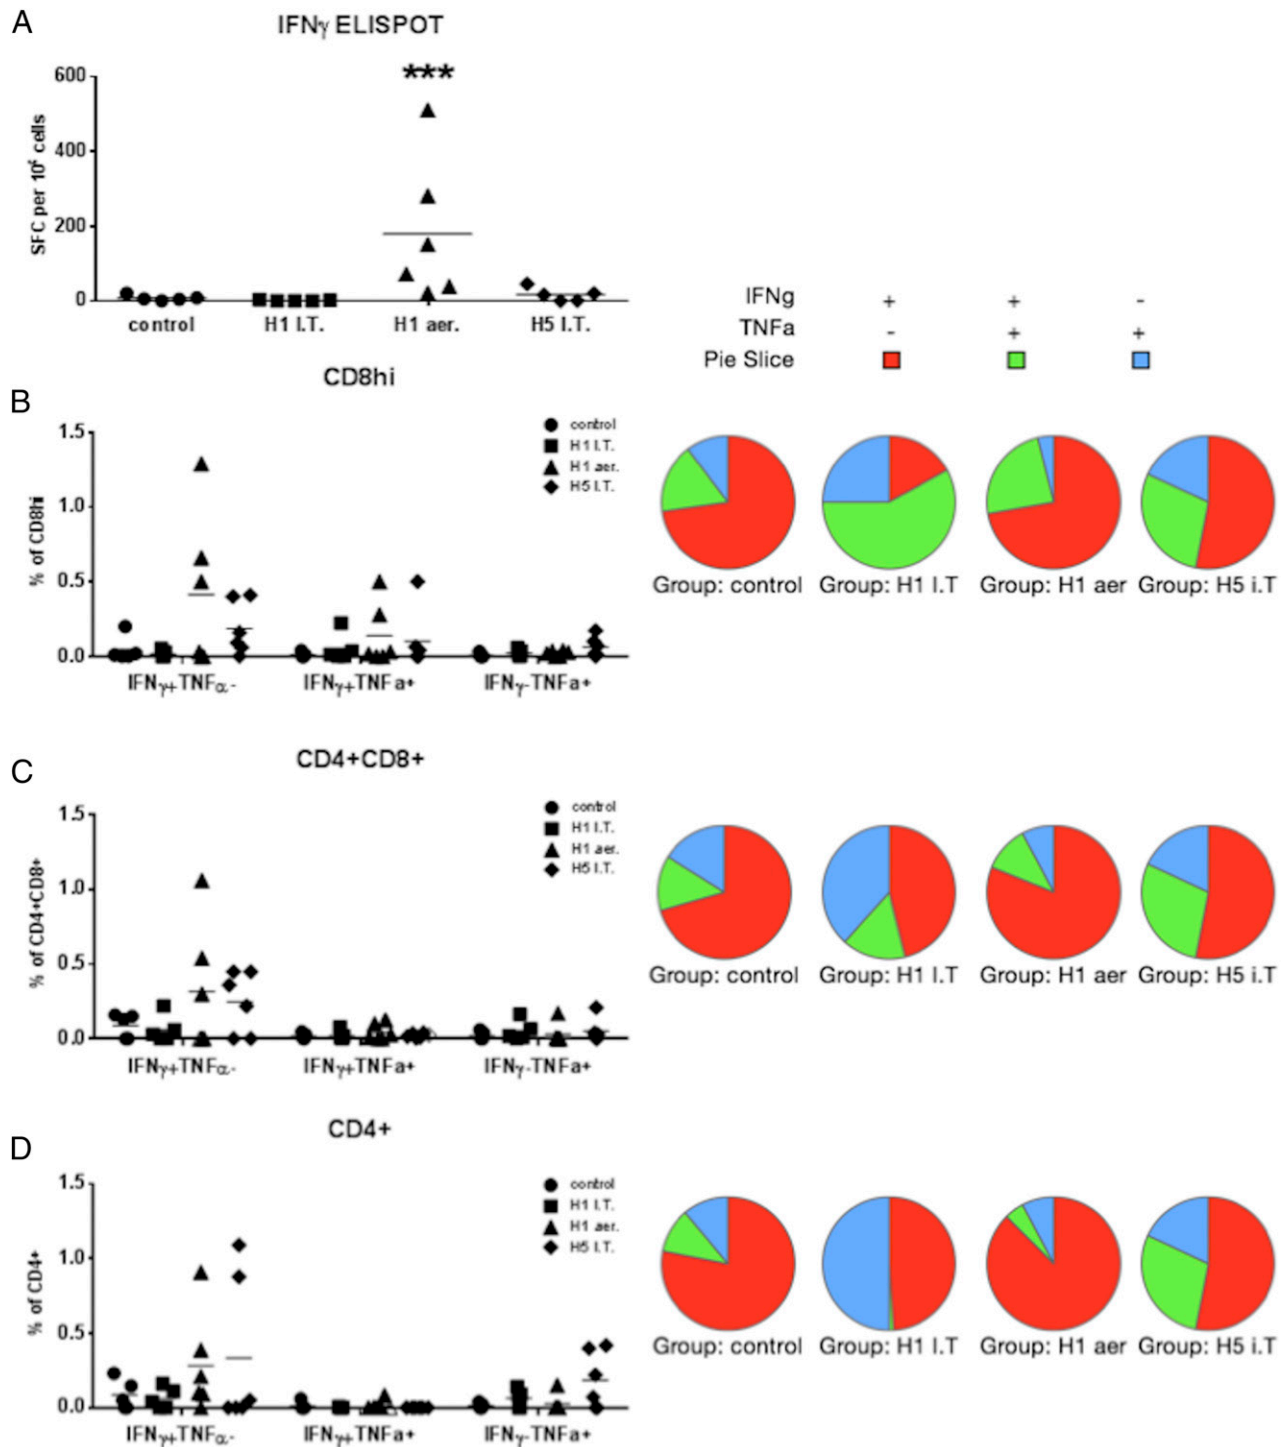 A
IFNγ ELISPOT
***
600
400
200
0
SFC per 10⁶ cells
control H1 I.T. H1 aer. H5 I.T.
IFNg + + -
TNFa - + +
Pie Slice
CD8hi
B
1.5
1.0
0.5
0.0
% of CD8hi
control
H1 I.T.
H1 aer.
H5 I.T.
IFNγ+TNFα- IFNγ+TNFa+ IFNγ-TNFa+
Group: control Group: H1 I.T Group: H1 aer Group: H5 i.T
CD4+CD8+
C
1.5
1.0
0.5
0.0
% of CD4+CD8+
control
H1 I.T.
H1 aer.
H5 I.T.
IFNγ+TNFα- IFNγ+TNFa+ IFNγ-TNFa+
Group: control Group: H1 I.T Group: H1 aer Group: H5 i.T
CD4+
D
1.5
1.0
0.5
0.0
% of CD4+
control
H1 I.T.
H1 aer.
H5 I.T.
IFNγ+TNFα- IFNγ+TNFa+ IFNγ-TNFa+
Group: control Group: H1 I.T Group: H1 aer Group: H5 i.T